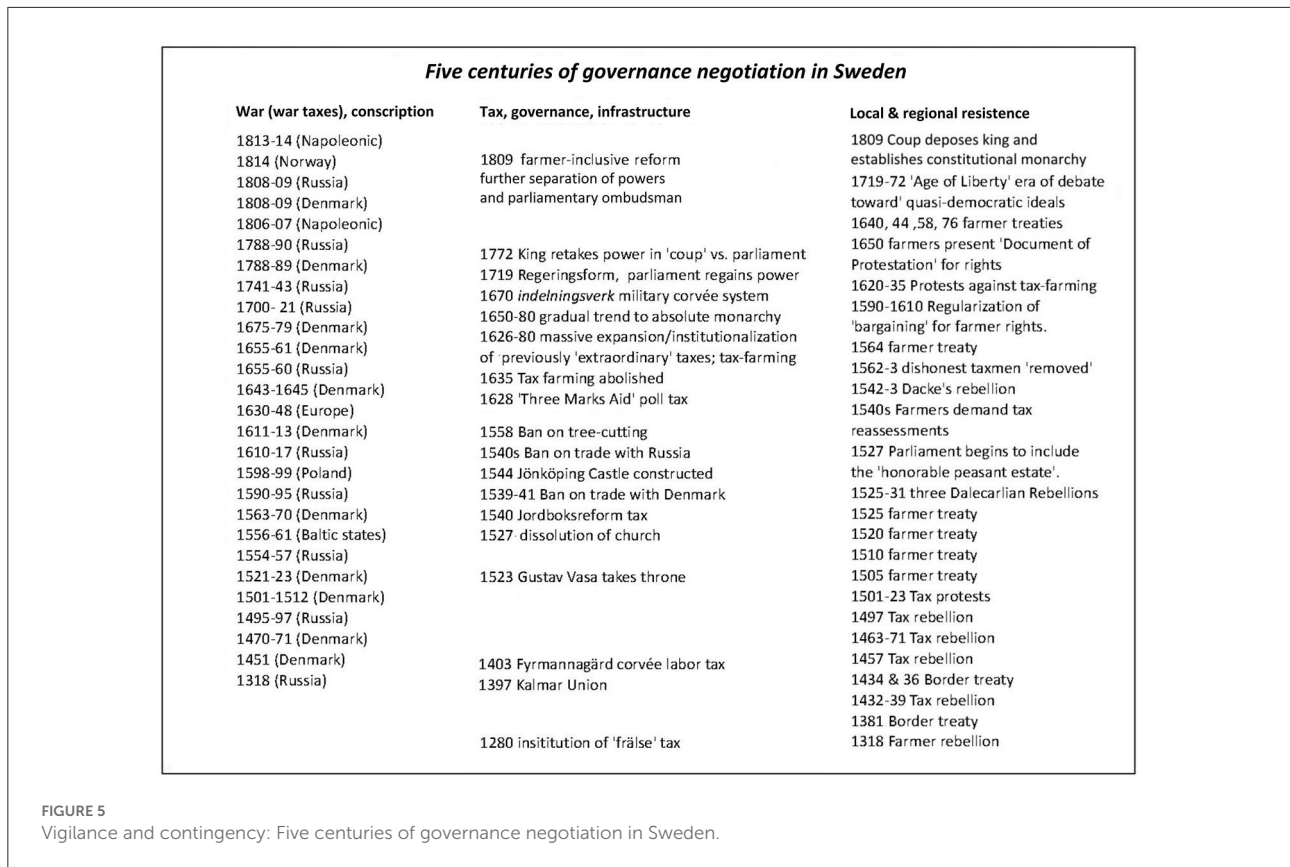 Five centuries of governance negotiation in Sweden
War (war taxes), conscription
1813-14 (Napoleonic)
1814 (Norway)
1808-09 (Russia)
1808-09 (Denmark)
1806-07 (Napoleonic)
1788-90 (Russia)
1788-89 (Denmark)
1741-43 (Russia)
1700- 21 (Russia)
1675-79 (Denmark)
1655-61 (Denmark)
1655-60 (Russia)
1643-1645 (Denmark)
1630-48 (Europe)
1611-13 (Denmark)
1610-17 (Russia)
1598-99 (Poland)
1590-95 (Russia)
1563-70 (Denmark)
1556-61 (Baltic states)
1554-57 (Russia)
1521-23 (Denmark)
1501-1512 (Denmark)
1495-97 (Russia)
1470-71 (Denmark)
1451 (Denmark)
1318 (Russia)
Tax, governance, infrastructure
1809 farmer-inclusive reform
further separation of powers
and parliamentary ombudsman
1772 King retakes power in 'coup' vs. parliament
1719 Regeringsform, parliament regains power
1670 indelningsverk military corvée system
1650-80 gradual trend to absolute monarchy
1626-80 massive expansion/institutionalization
of previously 'extraordinary' taxes; tax-farming
1635 Tax farming abolished
1628 'Three Marks Aid' poll tax
1558 Ban on tree-cutting
1540s Ban on trade with Russia
1544 Jönköping Castle constructed
1539-41 Ban on trade with Denmark
1540 Jordboksreform tax
1527 dissolution of church
1523 Gustav Vasa takes throne
1403 Fyrmannagärd corvée labor tax
1397 Kalmar Union
1280 insititution of 'frälse' tax
Local & regional resistence
1809 Coup deposes king and
establishes constitutional monarchy
1719-72 'Age of Liberty' era of debate
toward' quasi-democratic ideals
1640, 44 ,58, 76 farmer treaties
1650 farmers present 'Document of
Protestation' for rights
1620-35 Protests against tax-farming
1590-1610 Regularization of
'bargaining' for farmer rights.
1564 farmer treaty
1562-3 dishonest taxmen 'removed'
1542-3 Dacke's rebellion
1540s Farmers demand tax
reassessments
1527 Parliament begins to include
the 'honorable peasant estate'.
1525-31 three Dalecarlian Rebellions
1525 farmer treaty
1520 farmer treaty
1510 farmer treaty
1505 farmer treaty
1501-23 Tax protests
1497 Tax rebellion
1463-71 Tax rebellion
1457 Tax rebellion
1434 & 36 Border treaty
1432-39 Tax rebellion
1381 Border treaty
1318 Farmer rebellion
FIGURE 5
Vigilance and contingency: Five centuries of governance negotiation in Sweden.